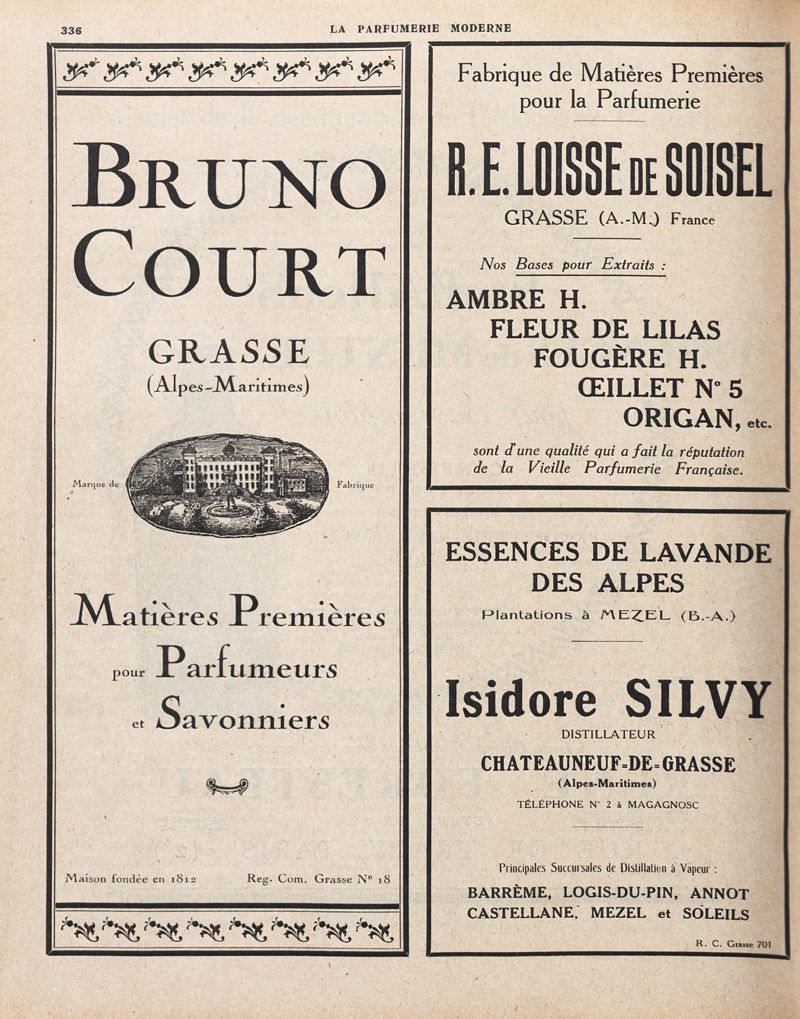 336
LA PARFUMERIE MODERNE
BRUNO
COURT
GRASSE
(Alpes-Maritimes)
Marque de
Fabrique
Matières Premières
pour Parfumeurs
et Savonniers
Maison fondée en 1812
Reg. Com. Grasse Nº 18
Fabrique de Matières Premières
pour la Parfumerie
R. E. LOISSE DE SOISEL
GRASSE (A.-M.) France
Nos Bases pour Extraits :
AMBRE H.
FLEUR DE LILAS
FOUGÈRE H.
ŒILLET N° 5
ORIGAN, etc.
sont d'une qualité qui a fait la réputation
de la Vieille Parfumerie Française.
ESSENCES DE LAVANDE
DES ALPES
Plantations à MEZEL (B.-A.)
Isidore SILVY
DISTILLATEUR
CHATEAUNEUF-DE-GRASSE
(Alpes-Maritimes)
TÉLÉPHONE N° 2 à MAGAGNOSC
Principales Succursales de Distillation à Vapeur :
BARRÈME, LOGIS-DU-PIN, ANNOT
CASTELLANE, MEZEL et SOLEILS
R. C. Grasse 701